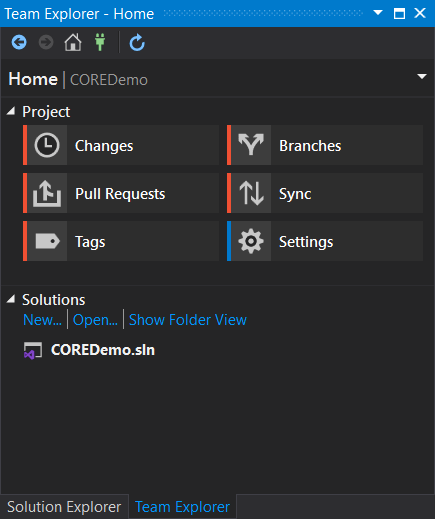 Team Explorer - Home
Home | COREDemo
Project
Changes
Branches
Pull Requests
Sync
Tags
Settings
Solutions
New... | Open... | Show Folder View
COREDemo.sln
Solution Explorer Team Explorer